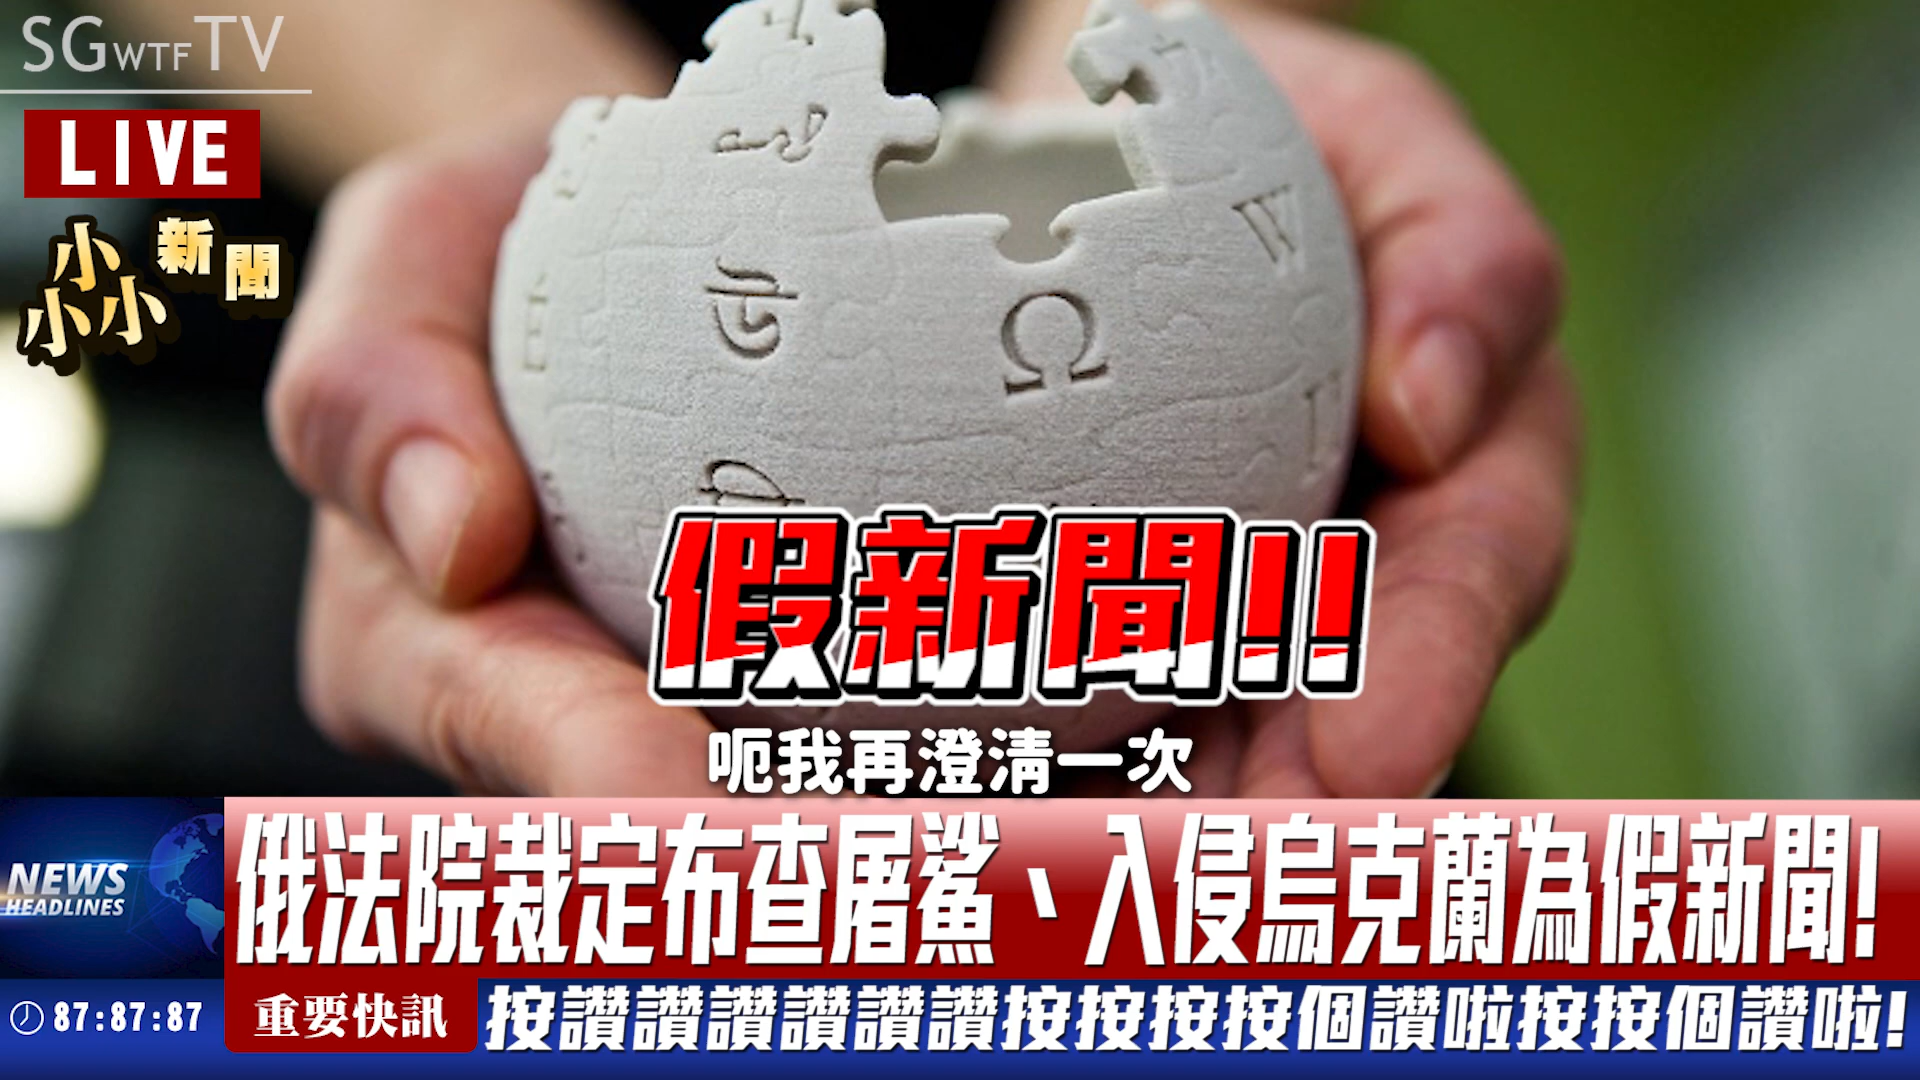 SGWTFTV
LIVE
小小小新聞
W
Ω
假新聞!!
呃我再澄清一次
NEWS
HEADLINES
俄法院裁定布查屠鯊、入侵烏克蘭為假新聞!
87:87:87
重要快訊
按讚讚讚讚讚讚按按按按個讚啦按按個讚啦!